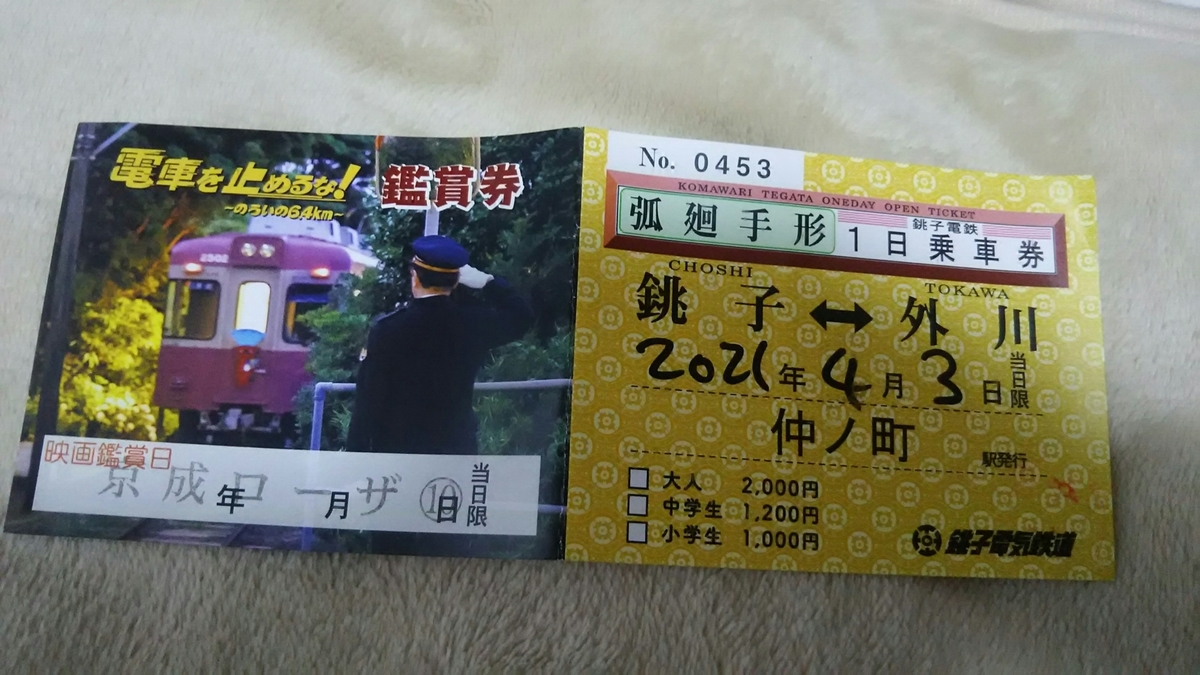 電車を止めるな!
〜のろいの6.4km〜
鑑賞券
2502
映画鑑賞日
京成ローザ⑩
年 月 日
当日限
No. 0453
KOMAWARI TEGATA ONEDAY OPEN TICKET
弧廻手形
銚子電鉄
1日乗車券
CHOSHI
TOKAWA
銚子↔外川
2021年4月3日
当日限
仲ノ町
駅発行
大人 2,000円
中学生 1,200円
小学生 1,000円
銚子電気鉄道